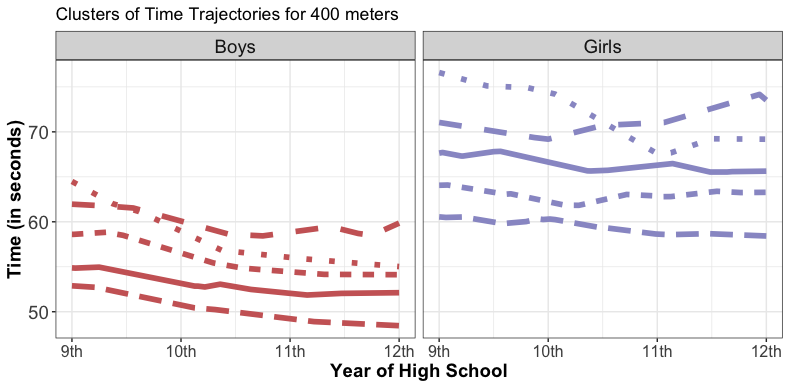 Clusters of Time Trajectories for 400 meters
Boys
Girls
Time (in seconds)
70
60
50
9th 10th 11th 12th
9th 10th 11th 12th
Year of High School